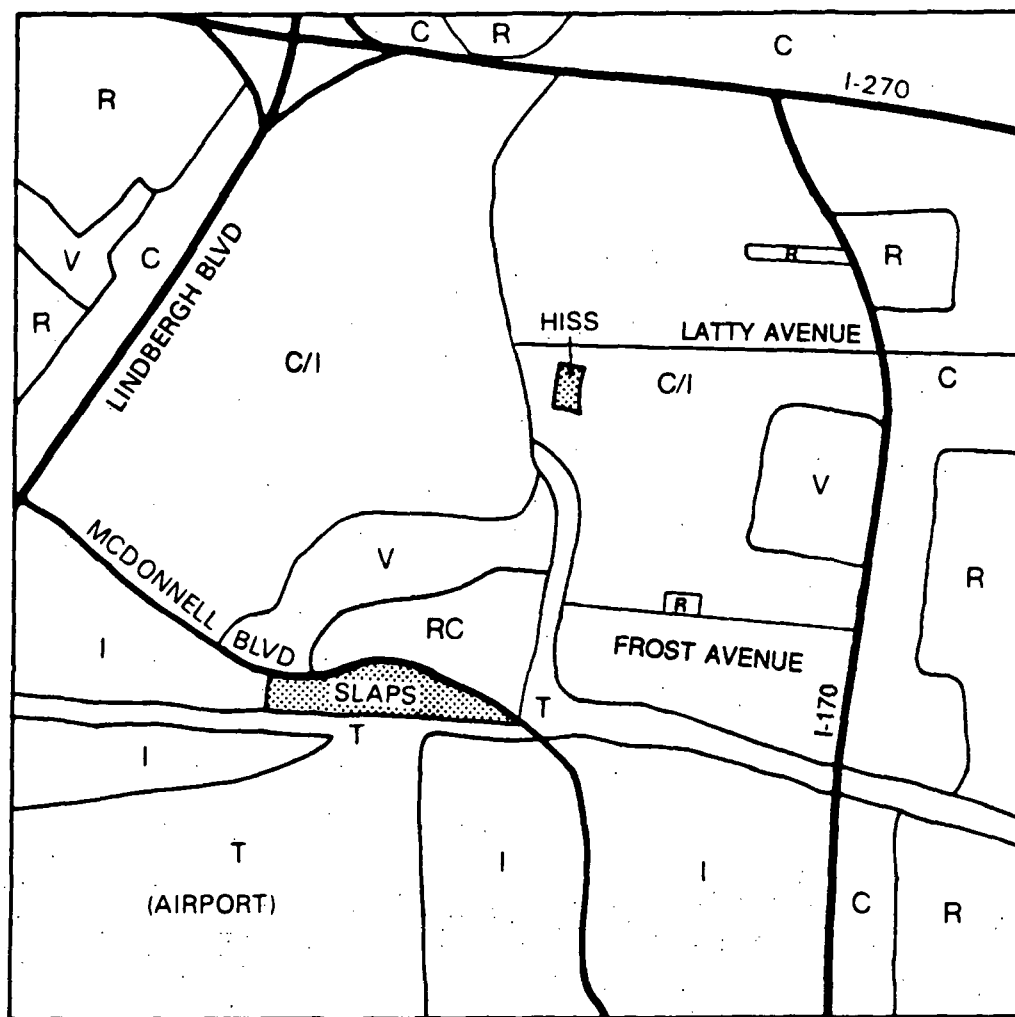 C
R
C
I-270
R
V
C
R
R
R
HISS
LATTY AVENUE
LINDBERGH BLVD
C/I
C/I
C
V
MCDONNELL BLVD
V
R
R
RC
I
FROST AVENUE
SLAPS
T
T
I-170
I
T
(AIRPORT)
I
I
C
R